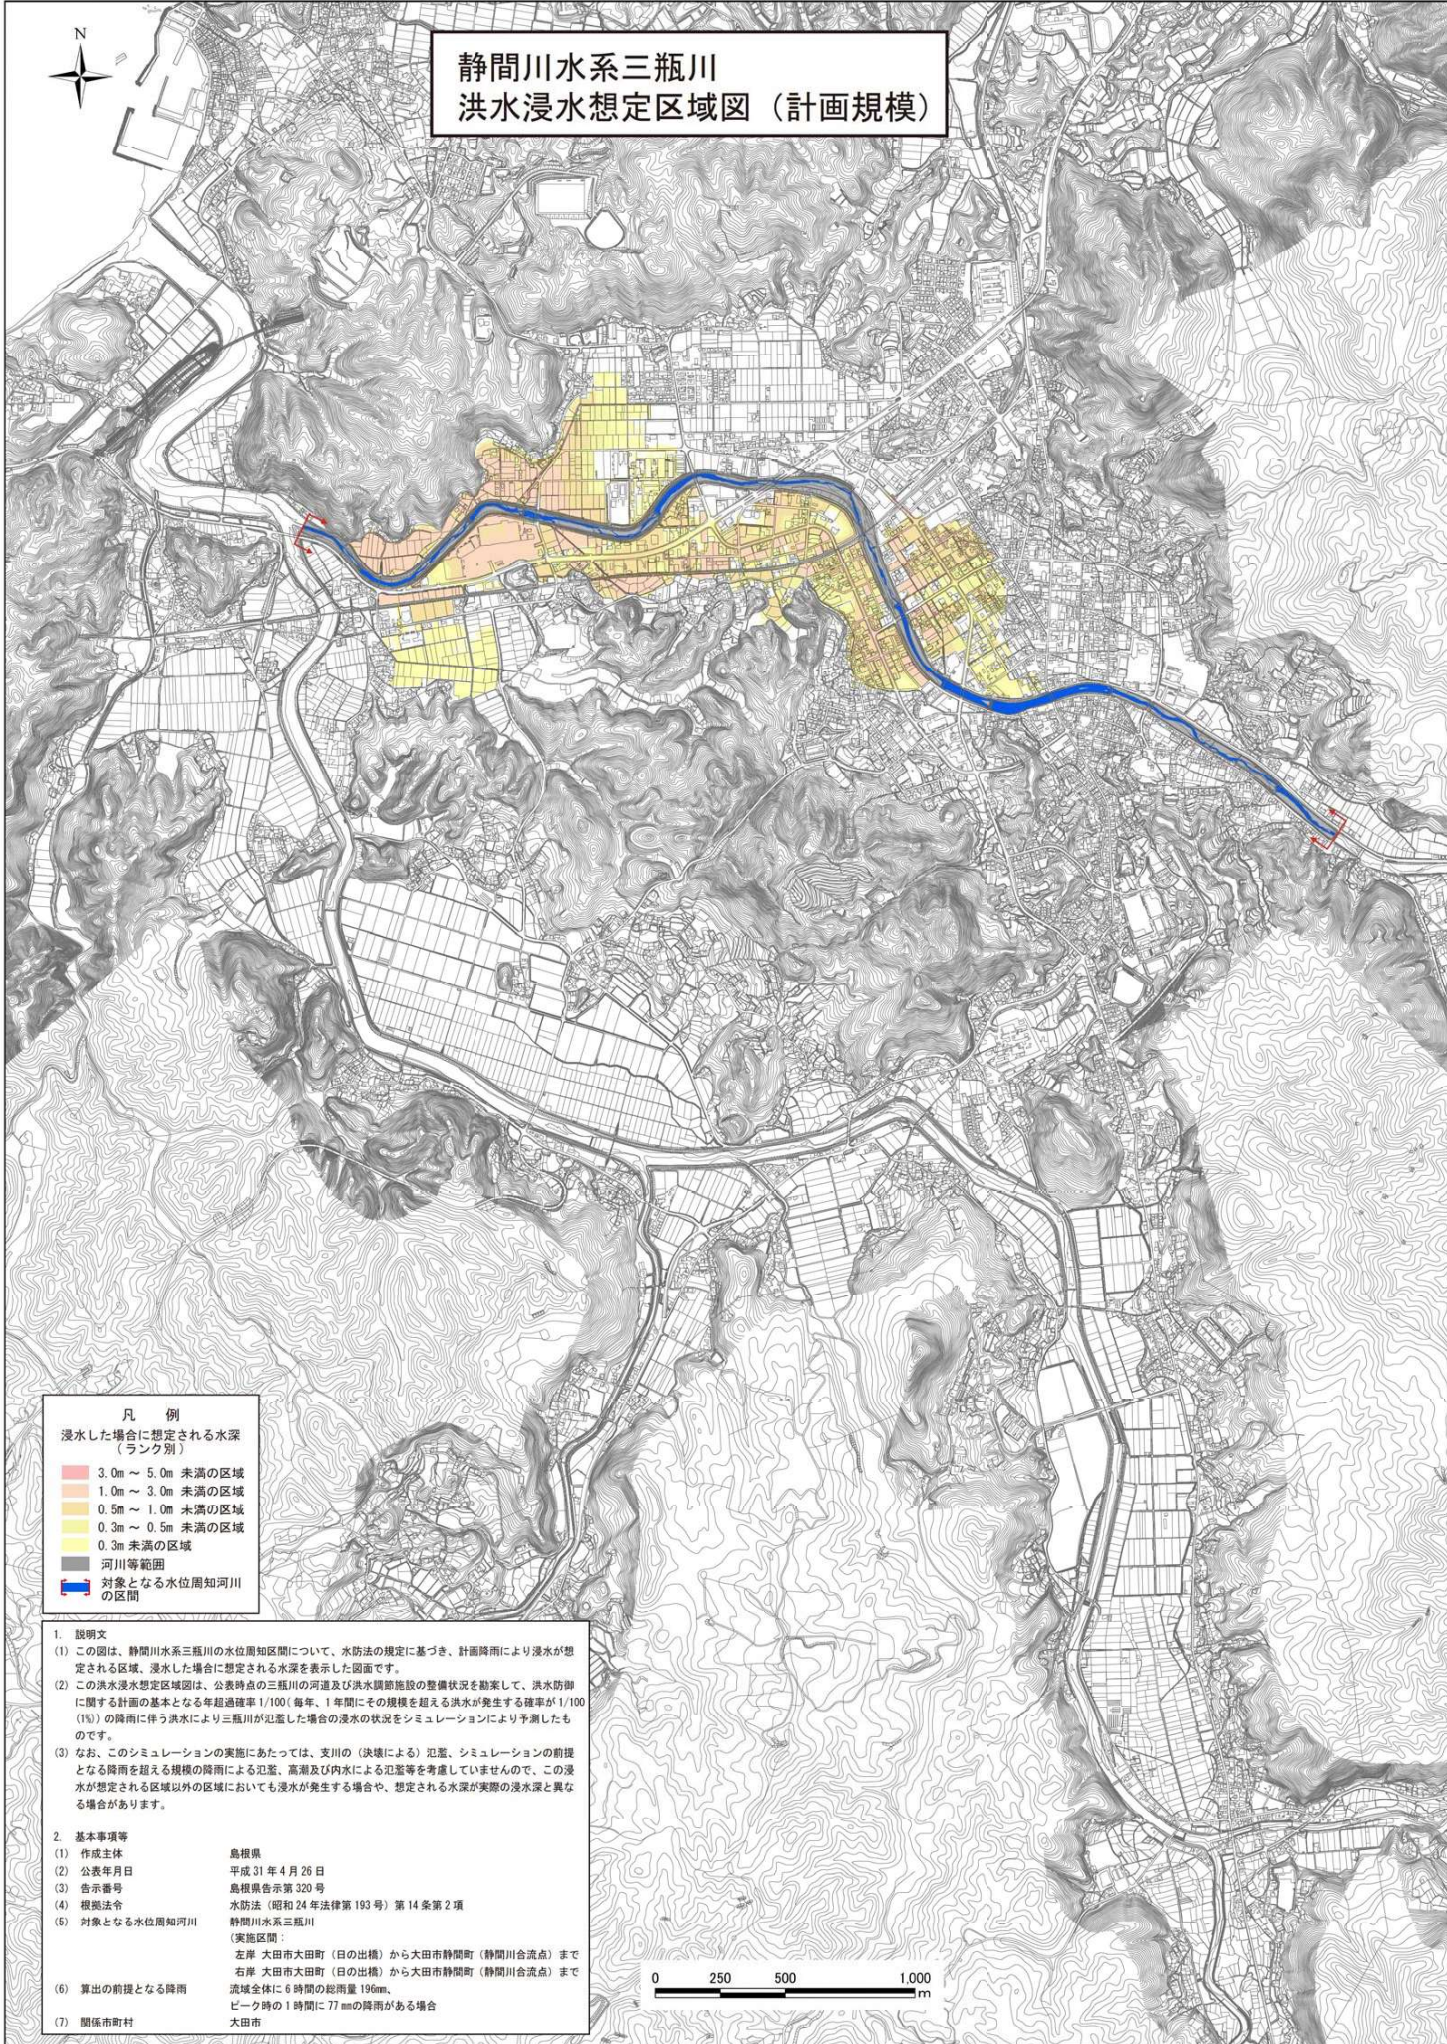 N
静間川水系三瓶川
洪水浸水想定区域図（計画規模）
凡 例
浸水した場合に想定される水深
（ランク別）
3.0m ～ 5.0m 未満の区域
1.0m ～ 3.0m 未満の区域
0.5m ～ 1.0m 未満の区域
0.3m ～ 0.5m 未満の区域
0.3m 未満の区域
河川等範囲
対象となる水位周知河川
の区間
1. 説明文
(1) この図は、静間川水系三瓶川の水位周知区間について、水防法の規定に基づき、計画降雨により浸水が想
定される区域、浸水した場合に想定される水深を表示した図面です。
(2) この洪水浸水想定区域図は、公表時点の三瓶川の河道及び洪水調節施設の整備状況を勘案して、洪水防御
に関する計画の基本となる年超過確率 1/100（毎年、1 年間にその規模を超える洪水が発生する確率が 1/100
(1%)）の降雨に伴う洪水により三瓶川が氾濫した場合の浸水の状況をシミュレーションにより予測したも
のです。
(3) なお、このシミュレーションの実施にあたっては、支川の（決壊による）氾濫、シミュレーションの前提
となる降雨を超える規模の降雨による氾濫、高潮及び内水による氾濫等を考慮していませんので、この浸
水が想定される区域以外の区域においても浸水が発生する場合や、想定される水深が実際の浸水深と異な
る場合があります。
2. 基本事項等
(1) 作成主体 島根県
(2) 公表年月日 平成 31 年 4 月 26 日
(3) 告示番号 島根県告示第 320 号
(4) 根拠法令 水防法（昭和 24 年法律第 193 号）第 14 条第 2 項
(5) 対象となる水位周知河川 静間川水系三瓶川
（実施区間：
左岸 大田市大田町（日の出橋）から大田市静間町（静間川合流点）まで
右岸 大田市大田町（日の出橋）から大田市静間町（静間川合流点）まで
(6) 算出の前提となる降雨 流域全体に 6 時間の総雨量 196mm、
ピーク時の 1 時間に 77 mmの降雨がある場合
(7) 関係市町村 大田市
0 250 500 1,000
m